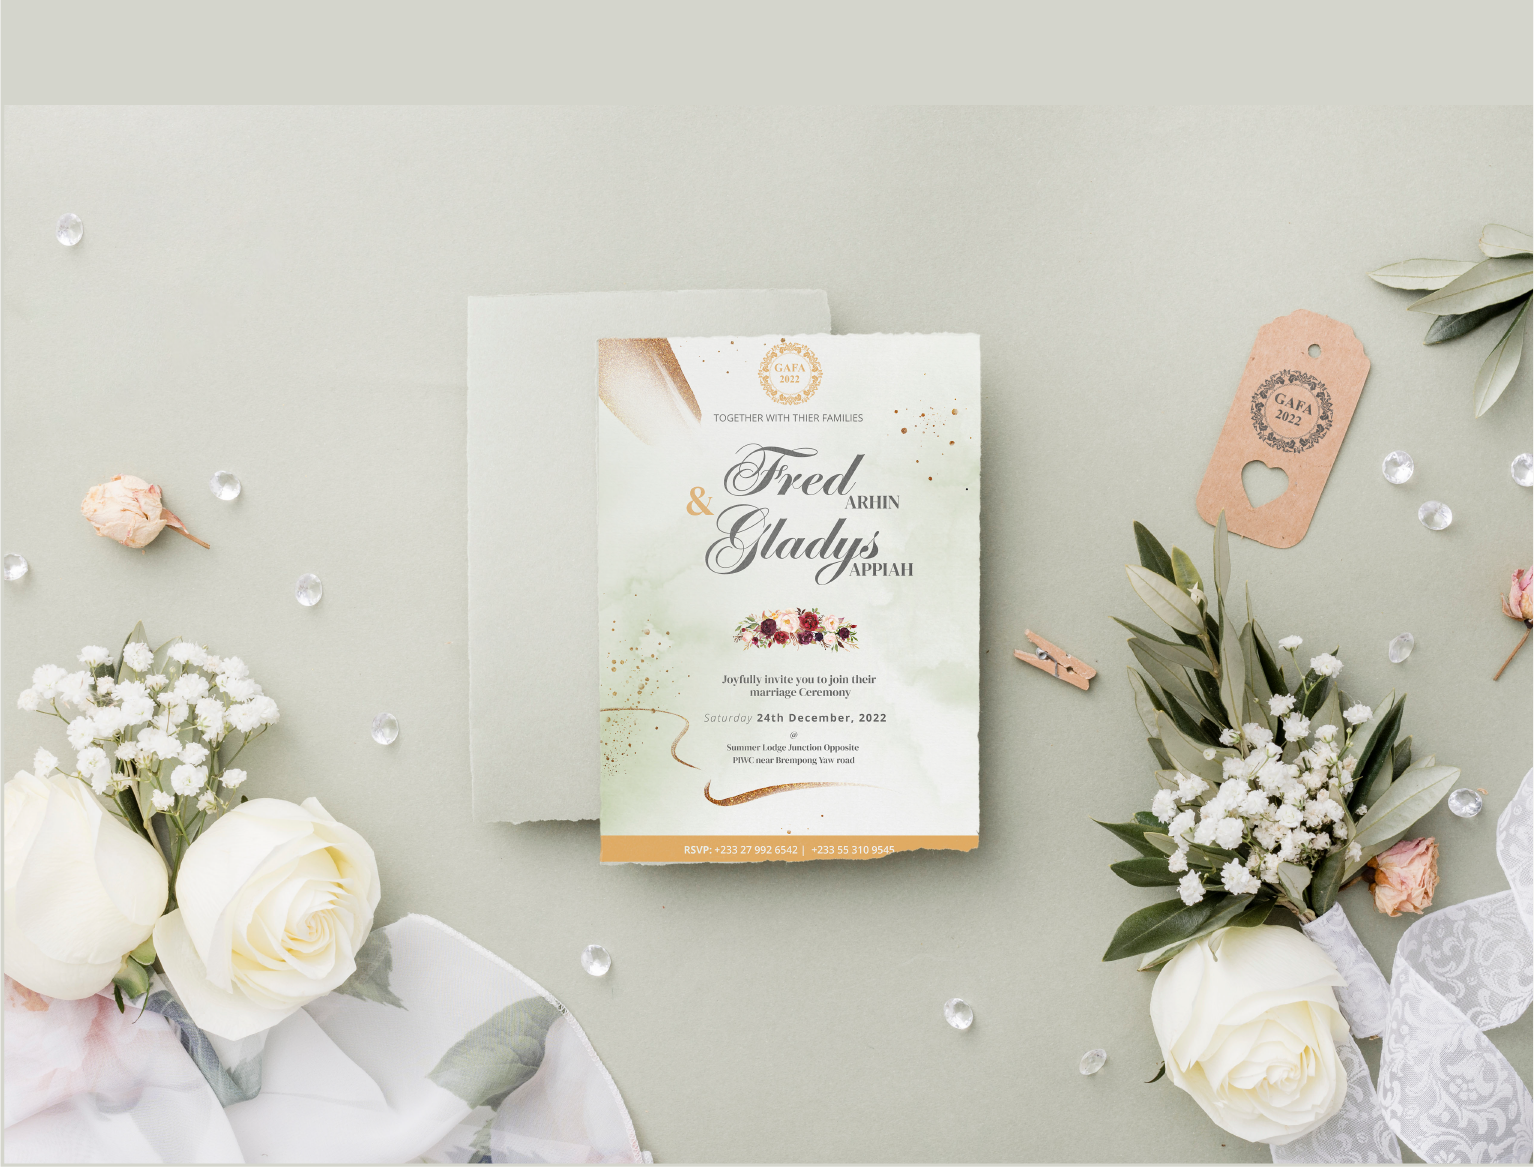 GAFA
2022
TOGETHER WITH THIER FAMILIES
Fred
ARHIN
&
Gladys
APPIAH
Joyfully invite you to join their
marriage Ceremony
Saturday 24th December, 2022
@
Summer Lodge Junction Opposite
PIWC near Brempong Yaw road
RSVP: +233 27 992 6542 | +233 55 310 9545
GAFA
2022